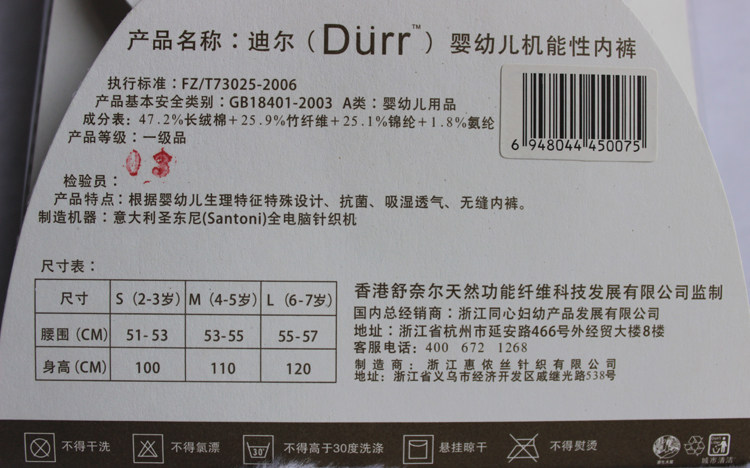 产品名称：迪尔（Dürr™）婴幼儿机能性内裤
执行标准：FZ/T73025-2006
产品基本安全类别：GB18401-2003 A类：婴幼儿用品
成分表：47.2%长绒棉+25.9%竹纤维+25.1%锦纶+1.8%氨纶
产品等级：一级品
6 948044 450075
03
检验员：
产品特点：根据婴幼儿生理特征特殊设计、抗菌、吸湿透气、无缝内裤。
制造机器：意大利圣东尼(Santoni)全电脑针织机
尺寸表：
尺寸 S (2-3岁) M (4-5岁) L (6-7岁)
腰围(CM) 51-53 53-55 55-57
身高(CM) 100 110 120
香港舒奈尔天然功能纤维科技发展有限公司监制
国内总经销商：浙江同心妇幼产品发展有限公司
地址：浙江省杭州市延安路466号外经贸大楼8楼
客服电话：400 672 1268
制造商：浙江惠侬丝针织有限公司
地址：浙江省义乌市经济开发区戚继光路538号
不得干洗 不得氯漂 30° 不得高于30度洗涤 悬挂晾干 不得熨烫
城市清洁